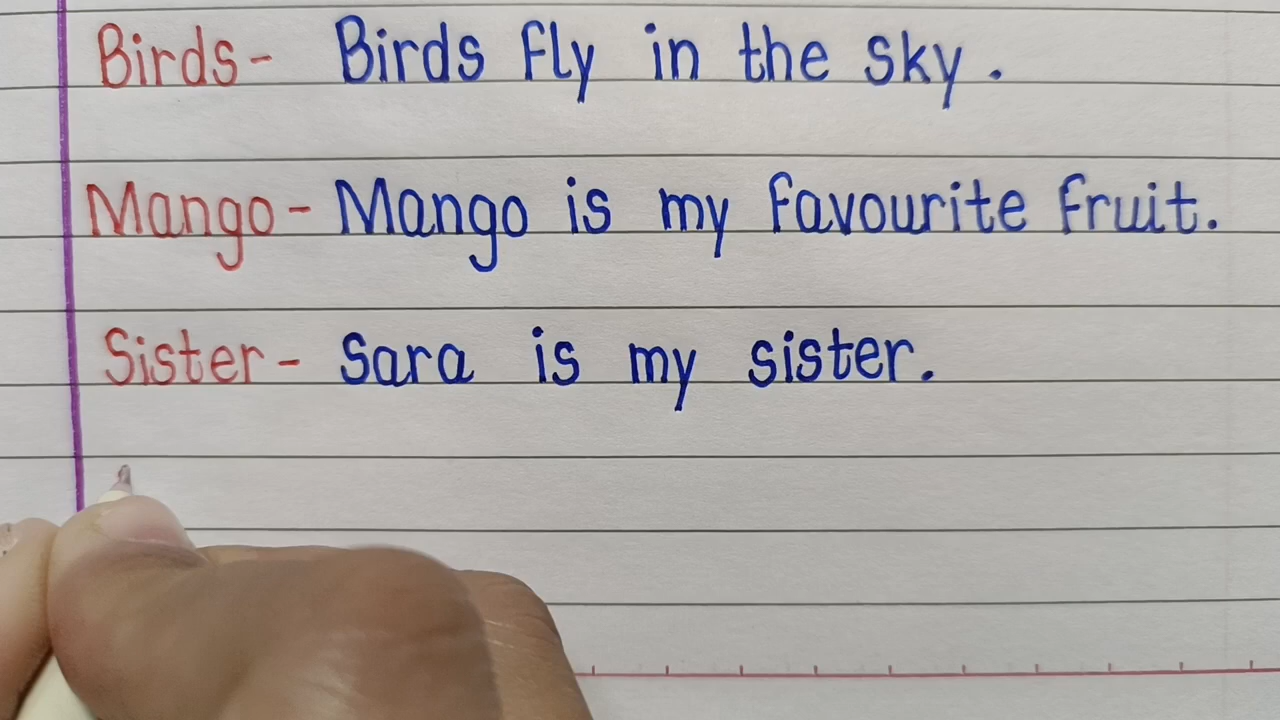 Birds- Birds fly in the sky.
Mango- Mango is my favourite fruit.
Sister- Sara is my sister.